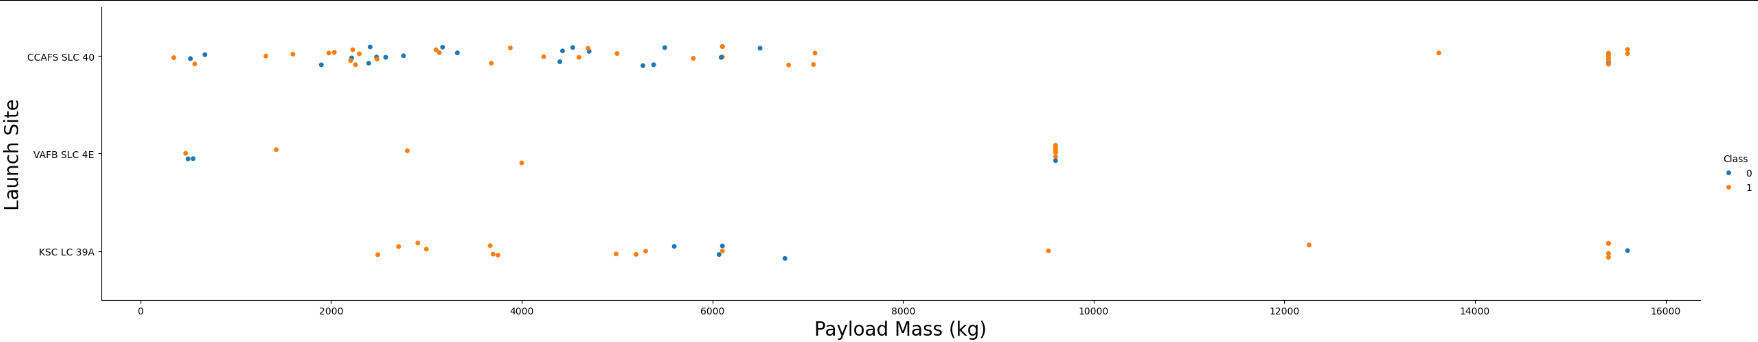 Launch Site
CCAFS SLC 40
VAFB SLC 4E
KSC LC 39A
0 2000 4000 6000 8000 10000 12000 14000 16000
Payload Mass (kg)
Class
0
1